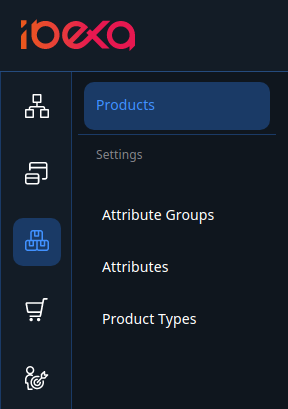 ibexa
Products
Settings
Attribute Groups
Attributes
Product Types